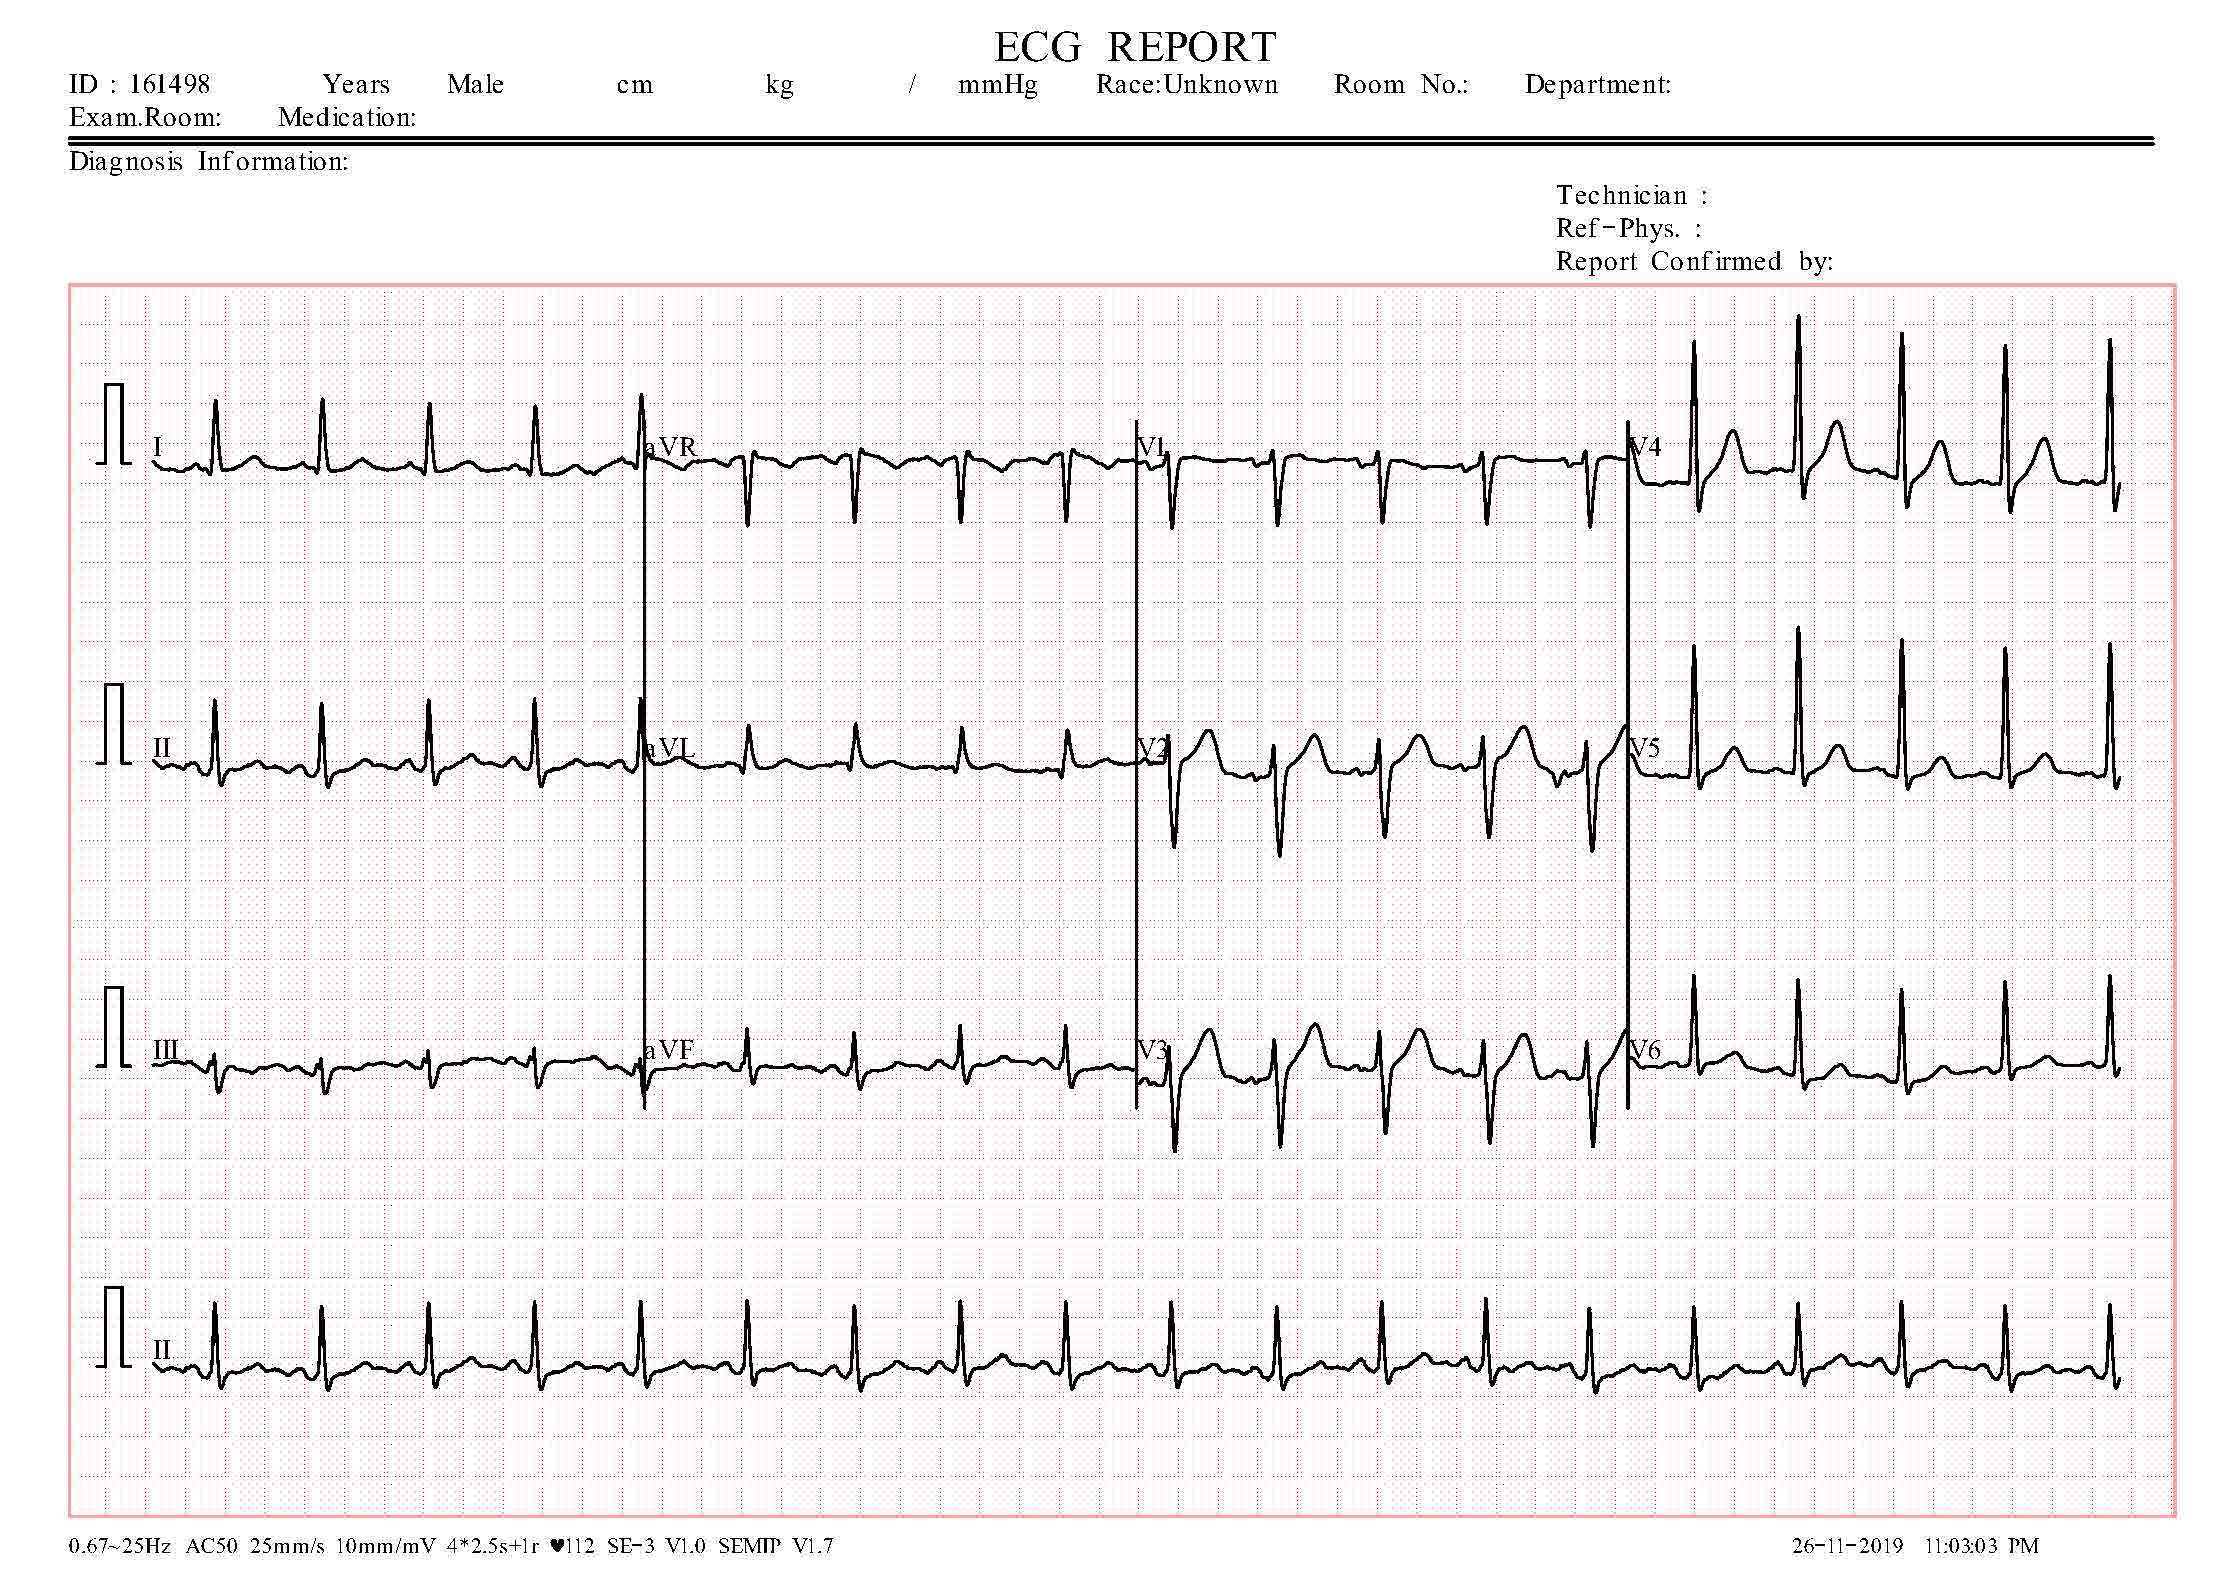 ECG REPORT
ID : 161498 Years Male cm kg / mmHg Race:Unknown Room No.: Department:
Exam.Room: Medication:
Diagnosis Information:
Technician :
Ref-Phys. :
Report Confirmed by:
I aVR V1 V4
II aVL V2 V5
III aVF V3 V6
II
0.67~25Hz AC50 25mm/s 10mm/mV 4*2.5s+1r ♥112 SE-3 V1.0 SEMIP V1.7 26-11-2019 11:03:03 PM